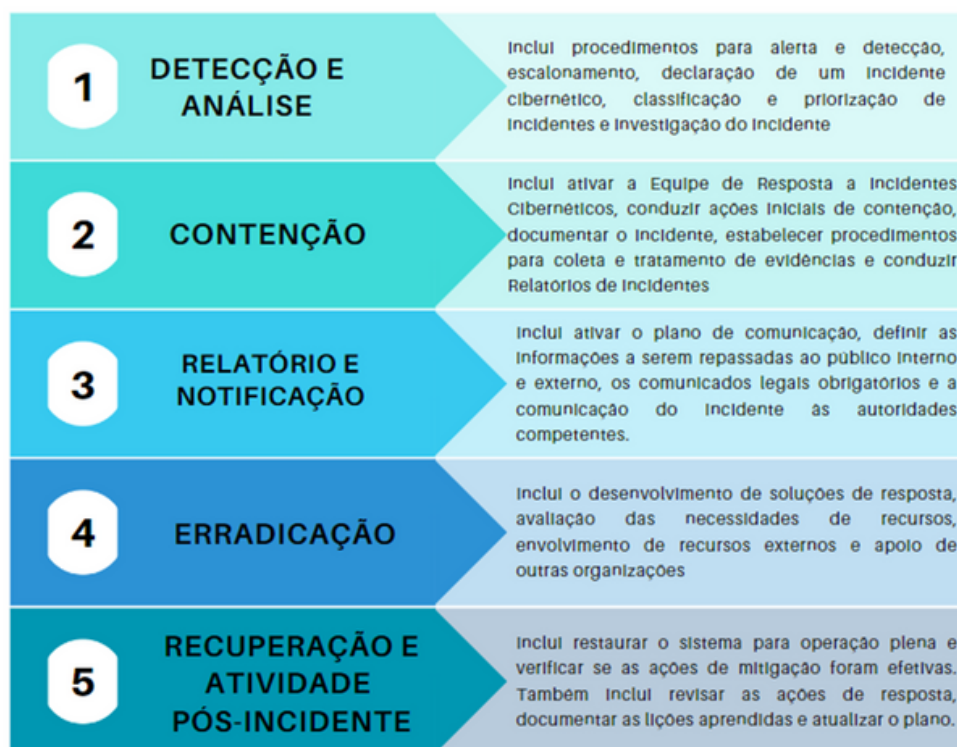 1
DETECÇÃO E
ANÁLISE
Inclui procedimentos para alerta e detecção,
escalonamento, declaração de um incidente
cibernético, classificação e priorização de
incidentes e investigação do incidente
2
CONTENÇÃO
Inclui ativar a Equipe de Resposta a Incidentes
Cibernéticos, conduzir ações iniciais de contenção,
documentar o incidente, estabelecer procedimentos
para coleta e tratamento de evidências e conduzir
Relatórios de Incidentes
3
RELATÓRIO E
NOTIFICAÇÃO
Inclui ativar o plano de comunicação, definir as
informações a serem repassadas ao público interno
e externo, os comunicados legais obrigatórios e a
comunicação do incidente às autoridades
competentes.
4
ERRADICAÇÃO
Inclui o desenvolvimento de soluções de resposta,
avaliação das necessidades de recursos,
envolvimento de recursos externos e apoio de
outras organizações
5
RECUPERAÇÃO E
ATIVIDADE
PÓS-INCIDENTE
Inclui restaurar o sistema para operação plena e
verificar se as ações de mitigação foram efetivas.
Também inclui revisar as ações de resposta,
documentar as lições aprendidas e atualizar o plano.